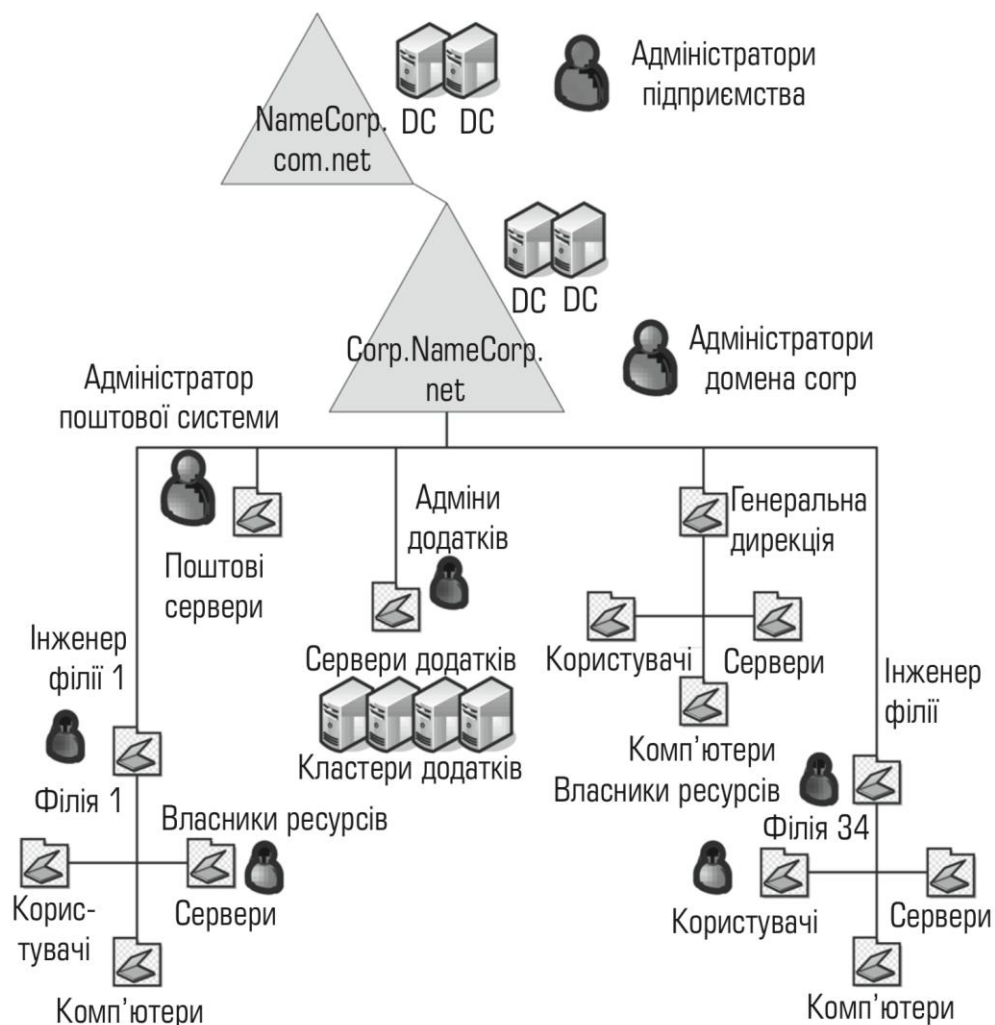 Адміністратори
підприємства
NameCorp.
com.net
DC DC
DC DC
Corp.NameCorp.
net
Адміністратори
домена corp
Адміністратор
поштової системи
Поштові
сервери
Адміни
додатків
Сервери додатків
Кластери додатків
Генеральна
дирекція
Користувачі
Сервери
Комп'ютери
Інженер
філії 1
Філія 1
Власники ресурсів
Корис-
тувачі
Сервери
Комп'ютери
Інженер
філії
Власники ресурсів
Філія 34
Користувачі
Сервери
Комп'ютери